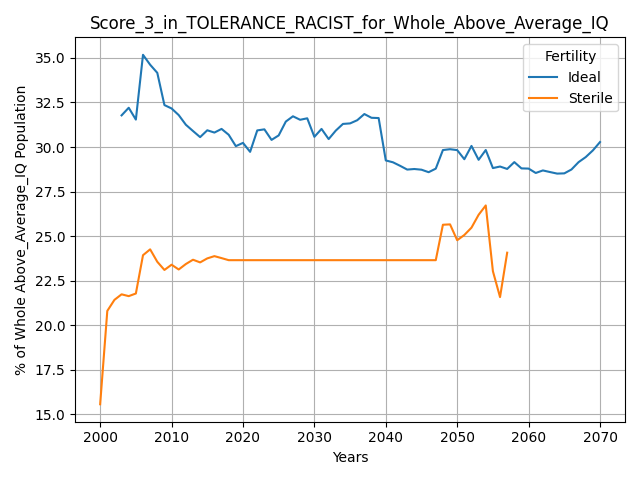 Score_3_in_TOLERANCE_RACIST_for_Whole_Above_Average_IQ
% of Whole Above_Average_IQ Population
35.0
32.5
30.0
27.5
25.0
22.5
20.0
17.5
15.0
Fertility
Ideal
Sterile
2000 2010 2020 2030 2040 2050 2060 2070
Years